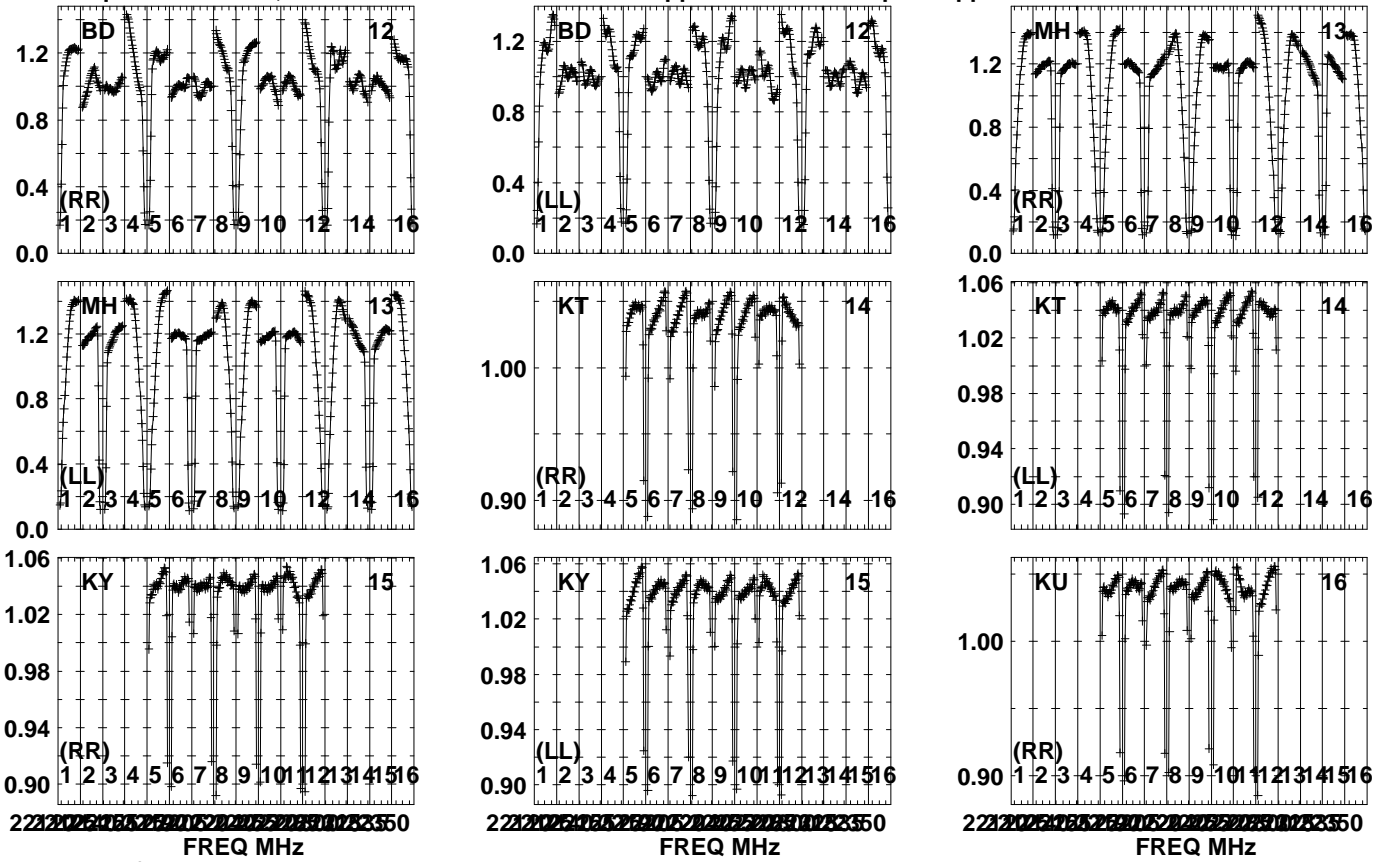 BD 12
1.2
0.8
0.4
0.0
(RR)
1 2 3 4 5 6 7 8 9 10 12 14 16
BD 12
1.2
0.8
0.4
0.0
(LL)
1 2 3 4 5 6 7 8 9 10 12 14 16
MH 13
1.2
0.8
0.4
0.0
(RR)
1 2 3 4 5 6 7 8 9 10 12 14 16
MH 13
1.2
0.8
0.4
0.0
(LL)
1 2 3 4 5 6 7 8 9 10 12 14 16
KT 14
1.00
0.90
(RR)
1 2 3 4 5 6 7 8 9 10 12 14 16
KT 14
1.06
1.02
0.98
0.94
0.90
(LL)
1 2 3 4 5 6 7 8 9 10 12 14 16
KY 15
1.06
1.02
0.98
0.94
0.90
(RR)
1 2 3 4 5 6 7 8 9 10 11 12 13 14 15 16
FREQ MHz
KY 15
1.06
1.02
0.98
0.94
0.90
(LL)
1 2 3 4 5 6 7 8 9 10 11 12 13 14 15 16
FREQ MHz
KU 16
1.00
0.90
(RR)
1 2 3 4 5 6 7 8 9 10 11 12 13 14 15 16
FREQ MHz